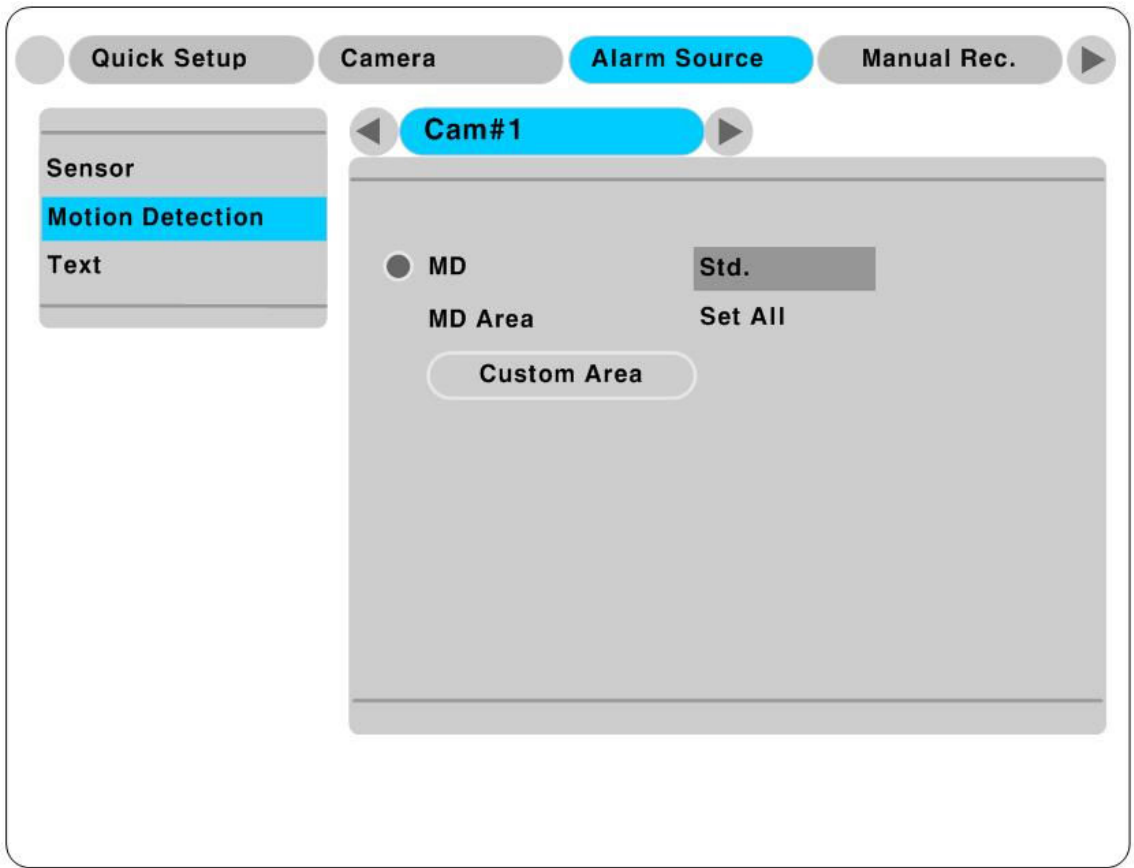 Quick Setup Camera Alarm Source Manual Rec.
Cam#1
Sensor
Motion Detection
Text
MD Std.
MD Area Set All
Custom Area